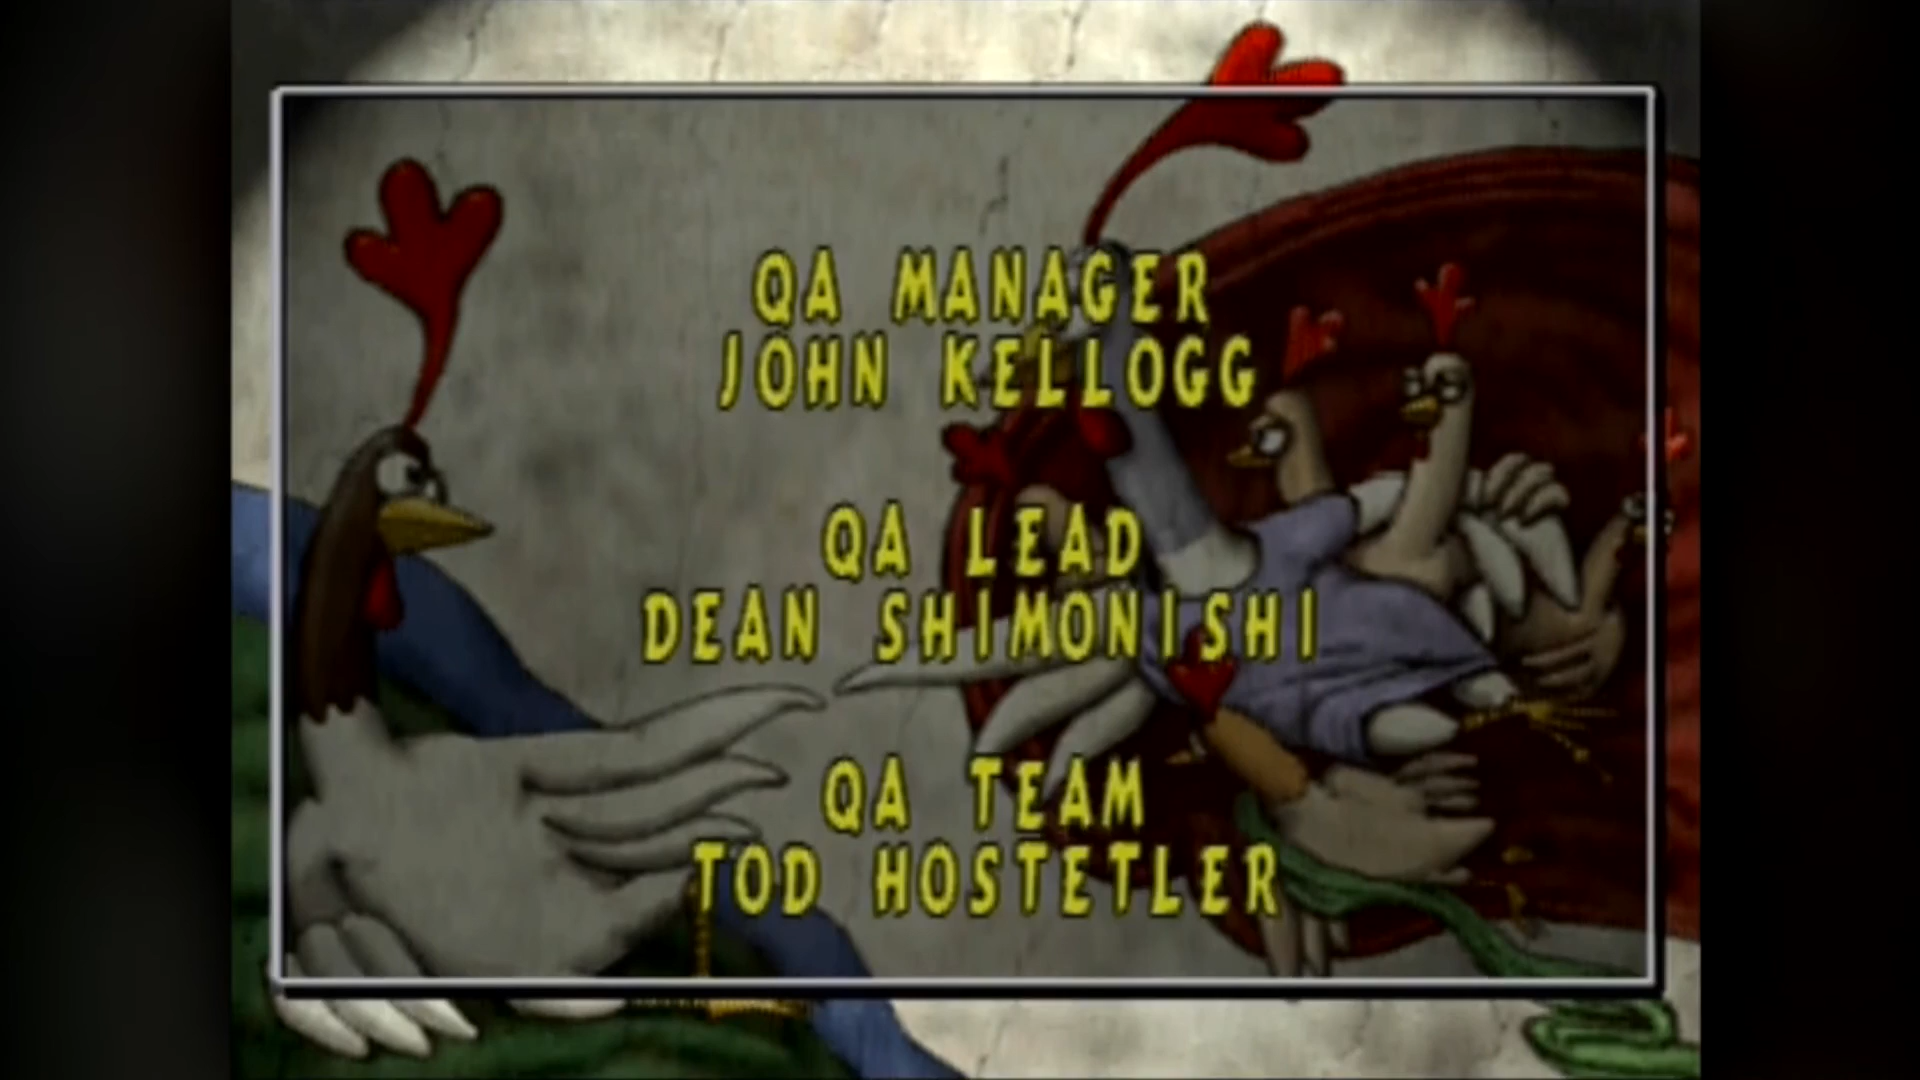 QA MANAGER
JOHN KELLOGG
QA LEAD
DEAN SHIMONISHI
QA TEAM
TOD HOSTETLER